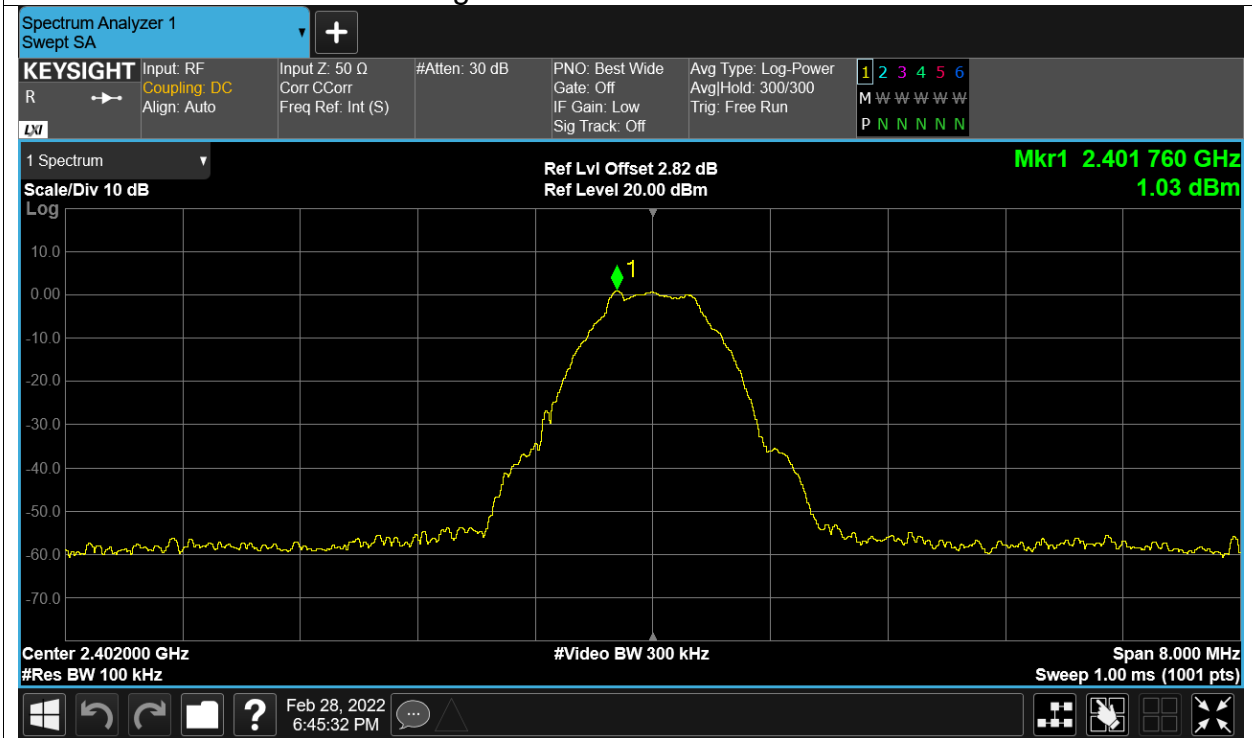 Spectrum Analyzer 1
Swept SA
+
KEYSIGHT
R
LXI
Input: RF
Coupling: DC
Align: Auto
Input Z: 50 Ω
Corr CCorr
Freq Ref: Int (S)
#Atten: 30 dB
PNO: Best Wide
Gate: Off
IF Gain: Low
Sig Track: Off
Avg Type: Log-Power
Avg|Hold: 300/300
Trig: Free Run
1 2 3 4 5 6
M W W W W W
P N N N N N
1 Spectrum
Scale/Div 10 dB
Ref Lvl Offset 2.82 dB
Ref Level 20.00 dBm
Mkr1 2.401 760 GHz
1.03 dBm
Log
10.0
0.00
-10.0
-20.0
-30.0
-40.0
-50.0
-60.0
-70.0
1
Center 2.402000 GHz
#Res BW 100 kHz
#Video BW 300 kHz
Span 8.000 MHz
Sweep 1.00 ms (1001 pts)
?
Feb 28, 2022
6:45:32 PM